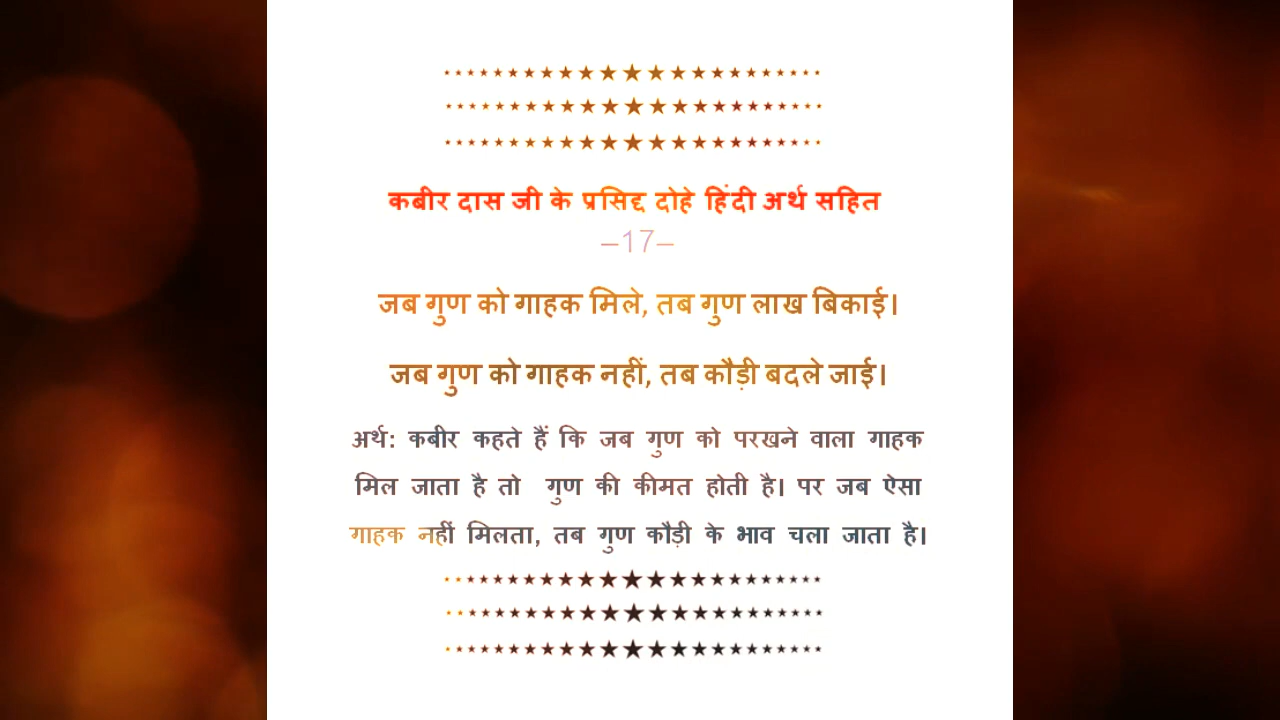 कबीर दास जी के प्रसिद्द दोहे हिंदी अर्थ सहित
–17–
जब गुण को गाहक मिले, तब गुण लाख बिकाई।
जब गुण को गाहक नहीं, तब कौड़ी बदले जाई।
अर्थ: कबीर कहते हैं कि जब गुण को परखने वाला गाहक
मिल जाता है तो गुण की कीमत होती है। पर जब ऐसा
गाहक नहीं मिलता, तब गुण कौड़ी के भाव चला जाता है।